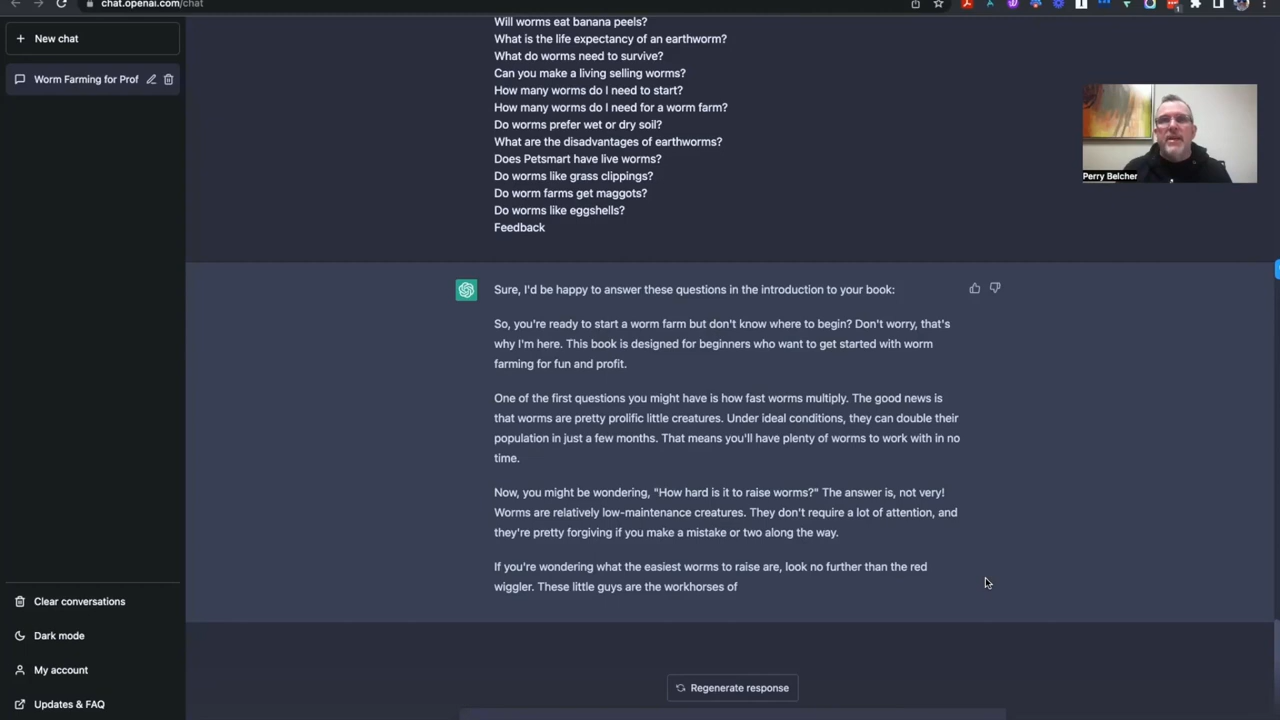 chat.openai.com/chat
New chat
Worm Farming for Prof
Will worms eat banana peels?
What is the life expectancy of an earthworm?
What do worms need to survive?
Can you make a living selling worms?
How many worms do I need to start?
How many worms do I need for a worm farm?
Do worms prefer wet or dry soil?
What are the disadvantages of earthworms?
Does Petsmart have live worms?
Do worms like grass clippings?
Do worm farms get maggots?
Do worms like eggshells?
Feedback
Perry Belcher
Sure, I'd be happy to answer these questions in the introduction to your book:
So, you're ready to start a worm farm but don't know where to begin? Don't worry, that's
why I'm here. This book is designed for beginners who want to get started with worm
farming for fun and profit.
One of the first questions you might have is how fast worms multiply. The good news is
that worms are pretty prolific little creatures. Under ideal conditions, they can double their
population in just a few months. That means you'll have plenty of worms to work with in no
time.
Now, you might be wondering, "How hard is it to raise worms?" The answer is, not very!
Worms are relatively low-maintenance creatures. They don't require a lot of attention, and
they're pretty forgiving if you make a mistake or two along the way.
If you're wondering what the easiest worms to raise are, look no further than the red
wiggler. These little guys are the workhorses of
Clear conversations
Dark mode
My account
Updates & FAQ
Regenerate response